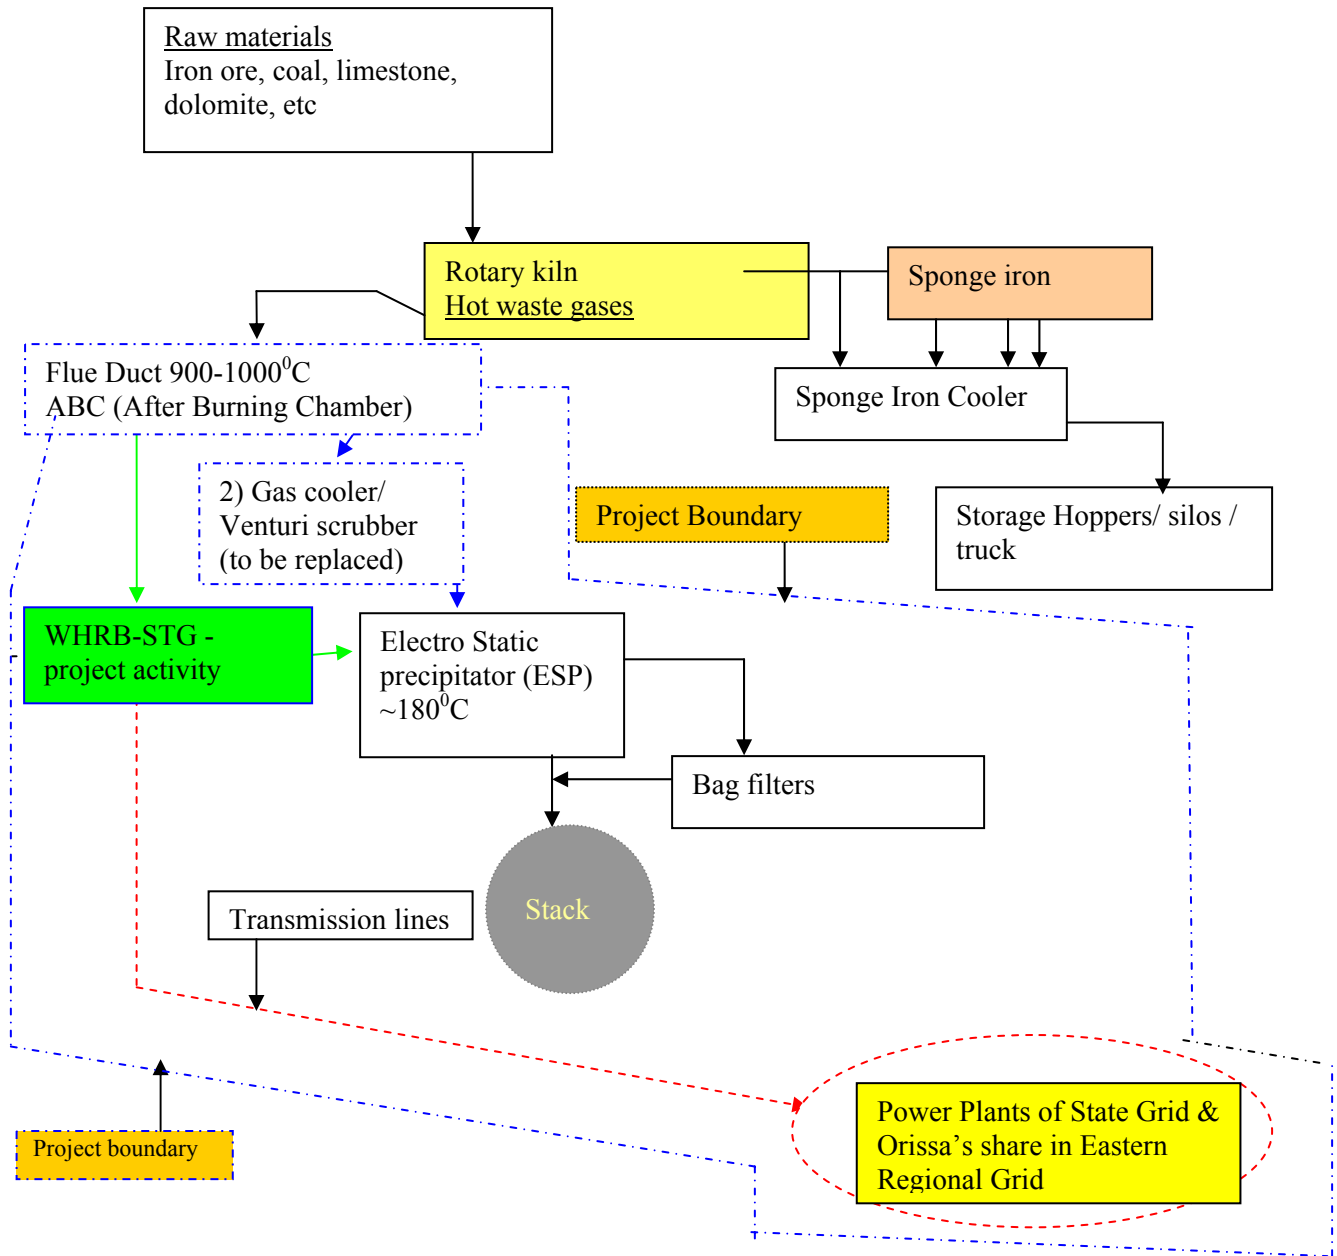 Raw materials
Iron ore, coal, limestone,
dolomite, etc
Rotary kiln
Hot waste gases
Sponge iron
Flue Duct 900-1000⁰C
ABC (After Burning Chamber)
Sponge Iron Cooler
2) Gas cooler/
Venturi scrubber
(to be replaced)
Project Boundary
Storage Hoppers/ silos /
truck
WHRB-STG -
project activity
Electro Static
precipitator (ESP)
~180⁰C
Bag filters
Stack
Transmission lines
Power Plants of State Grid &
Orissa’s share in Eastern
Regional Grid
Project boundary